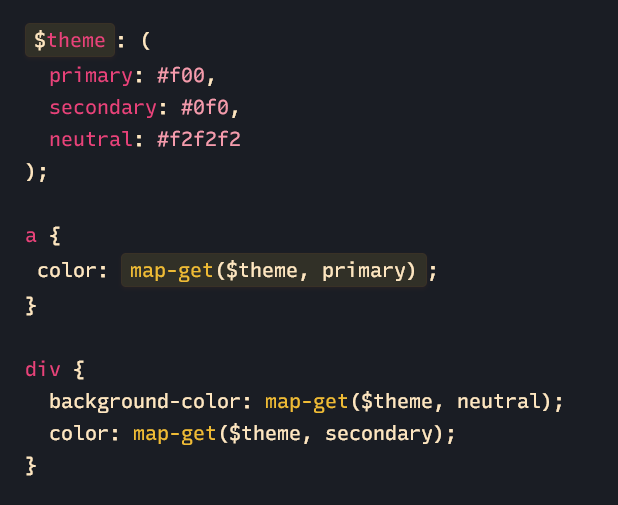 $theme: (
  primary: #f00,
  secondary: #0f0,
  neutral: #f2f2f2
);

a {
 color: map-get($theme, primary);
}

div {
  background-color: map-get($theme, neutral);
  color: map-get($theme, secondary);
}